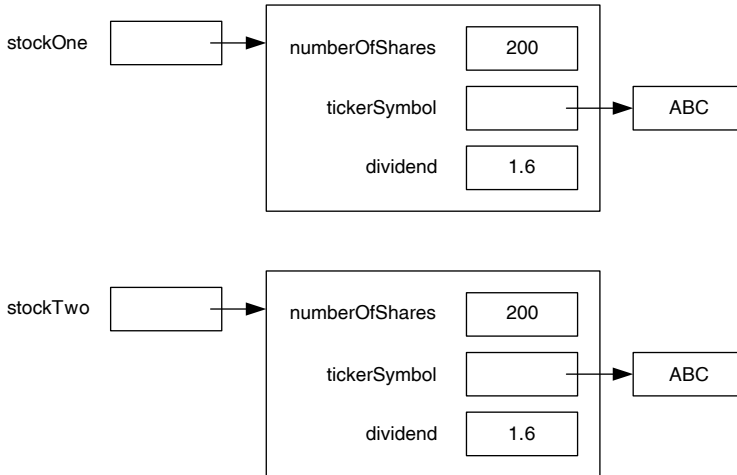 stockOne
numberOfShares 200
tickerSymbol ABC
dividend 1.6
stockTwo
numberOfShares 200
tickerSymbol ABC
dividend 1.6